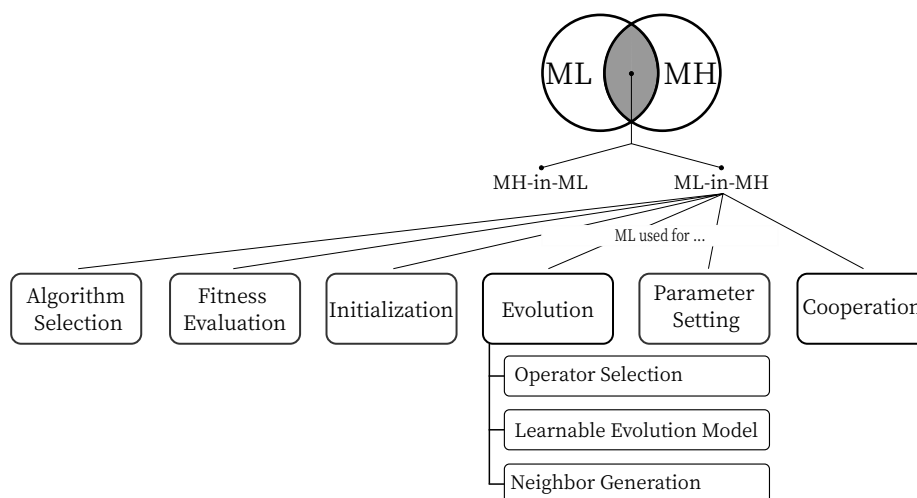 ML MH
MH-in-ML ML-in-MH
ML used for ...
Algorithm
Selection
Fitness
Evaluation
Initialization
Evolution
Parameter
Setting
Cooperation
Operator Selection
Learnable Evolution Model
Neighbor Generation